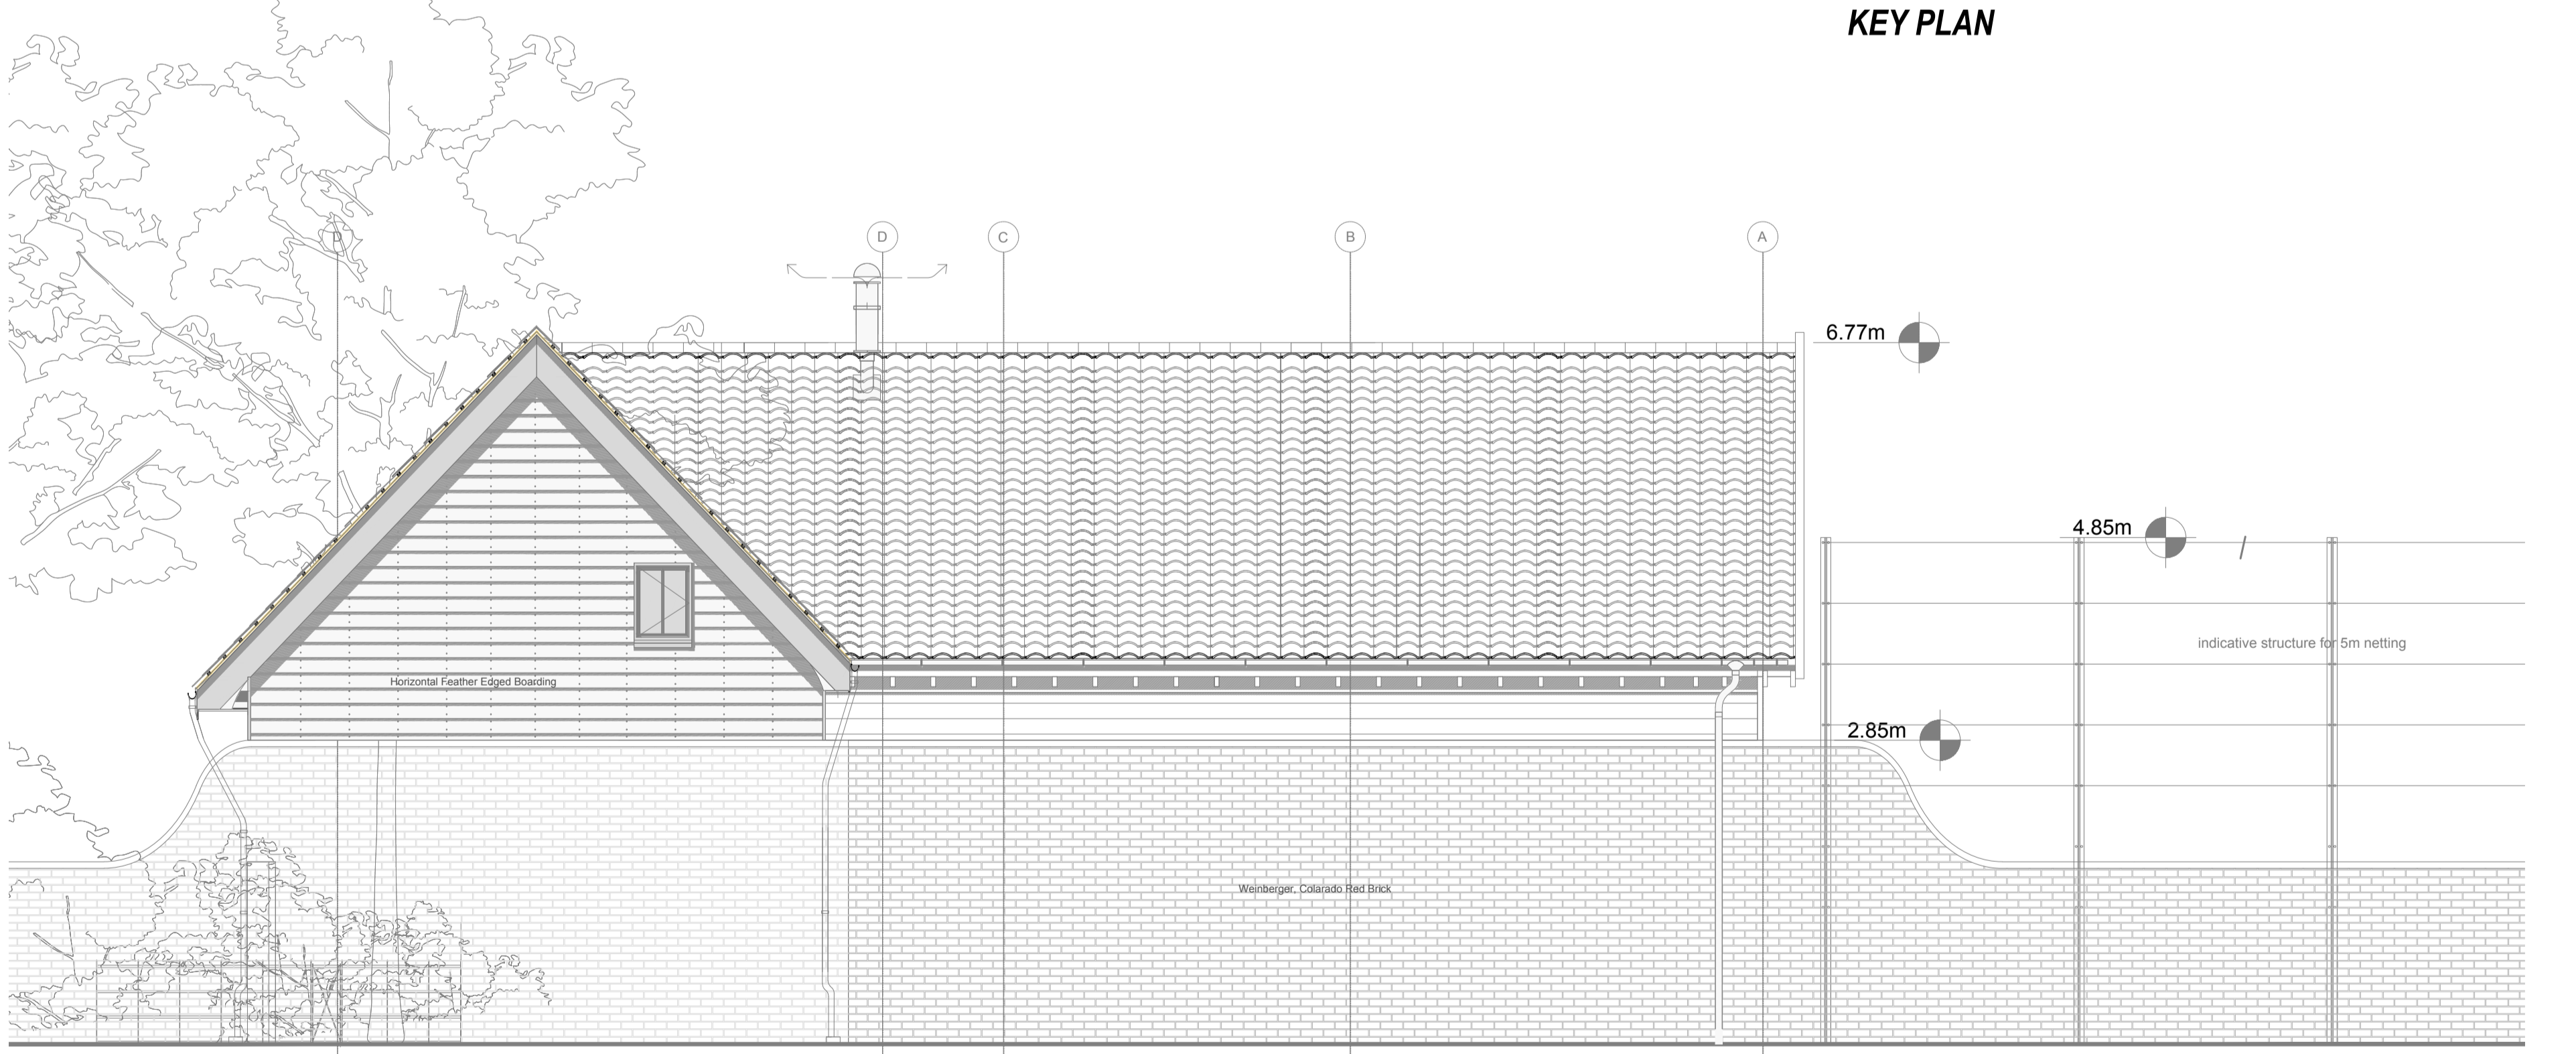 KEY PLAN
D
D
C
B
A
6.77m
4.85m
indicative structure for 5m netting
Horizontal Feather Edged Boarding
2.85m
Weinberger, Colarado Red Brick